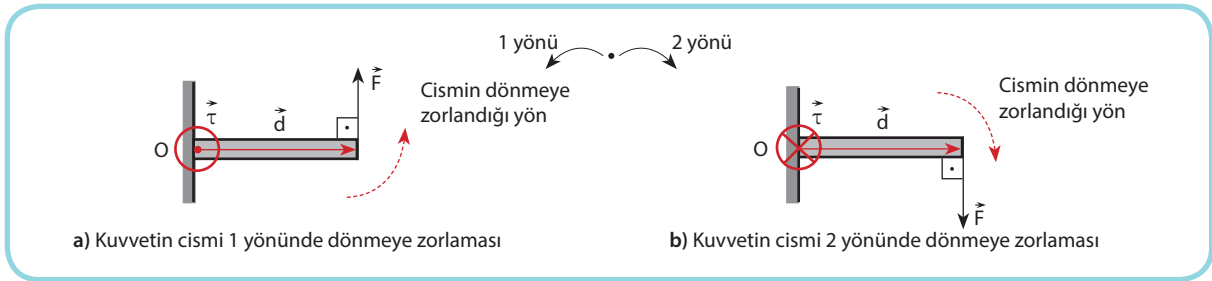 1 yönü
2 yönü
F
Cismin dönmeye
zorlandığı yön
τ
d
O
a) Kuvvetin cismi 1 yönünde dönmeye zorlaması
Cismin dönmeye
zorlandığı yön
τ
d
O
F
b) Kuvvetin cismi 2 yönünde dönmeye zorlaması